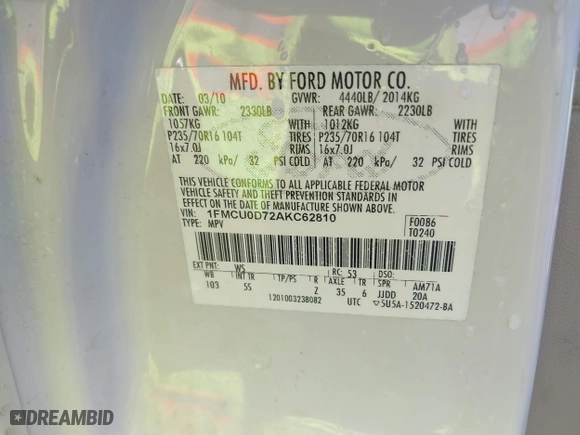 MFD. BY FORD MOTOR CO.
DATE: 03/10 GVWR: 4440LB/ 2014KG
FRONT GAWR: 2330LB REAR GAWR: 2230LB
1057KG WITH 1012KG WITH
P235/70R16 104T TIRES P235/70R16 104T TIRES
16x7.0J RIMS 16x7.0J RIMS
AT 220 kPa/ 32 PSI COLD AT 220 kPa/ 32 PSI COLD
THIS VEHICLE CONFORMS TO ALL APPLICABLE FEDERAL MOTOR
VEHICLE SAFETY AND THEFT PREVENTION STANDARDS IN
EFFECT ON THE DATE OF MANUFACTURE SHOWN ABOVE.
VIN: 1FMCU0D72AKC62810 F0086
TYPE: MPV T0240
EXT PNT: WS RC: 53 DSO:
WB INT TR TP/PS R AXLE TR SPR AM71A
103 5S Z 35 6 JJDD 20A
1201003238082 UTC ▽5U5A-1520472-BA
DREAMBID